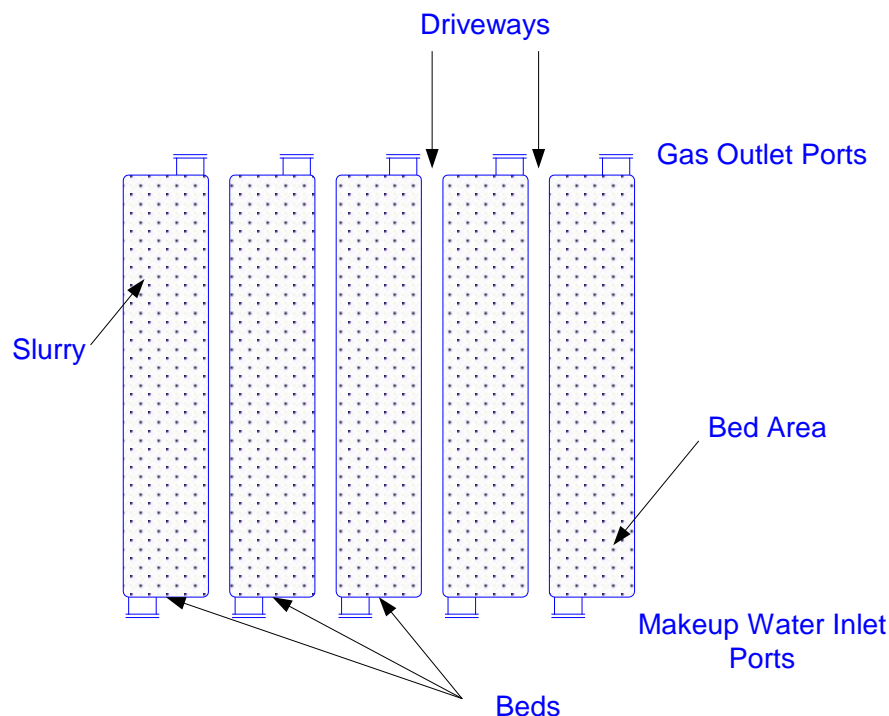 Driveways
Gas Outlet Ports
Slurry
Bed Area
Makeup Water Inlet
Ports
Beds